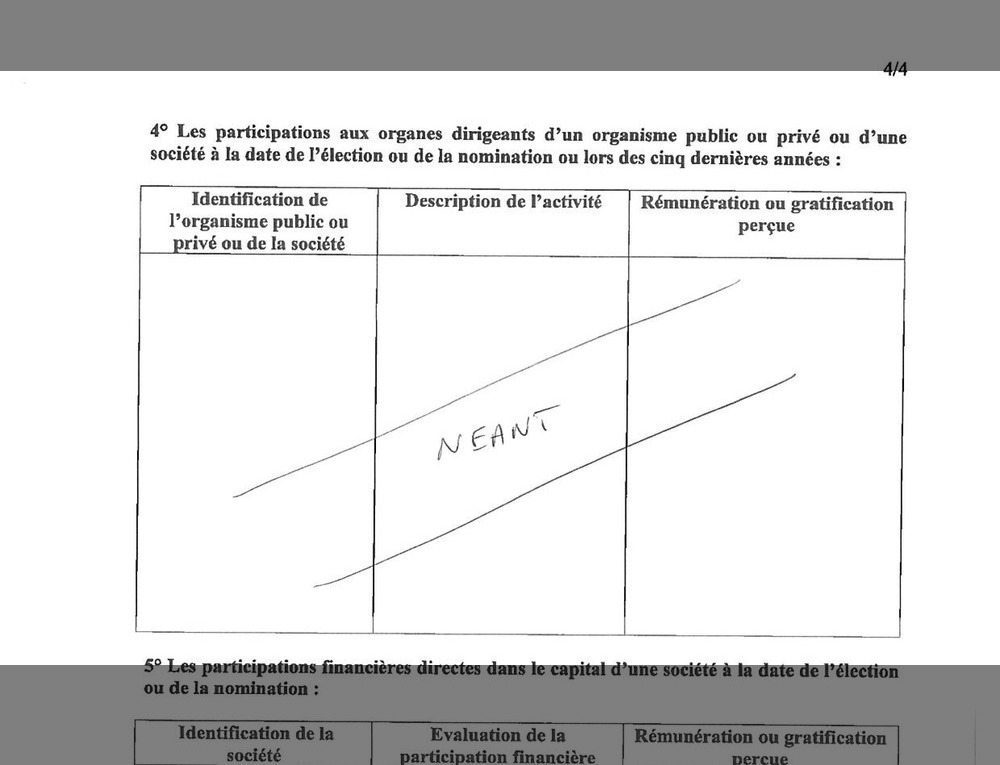 4/4
4° Les participations aux organes dirigeants d'un organisme public ou privé ou d'une
société à la date de l'élection ou de la nomination ou lors des cinq dernières années :
Identification de
l'organisme public ou
privé ou de la société
Description de l'activité
Rémunération ou gratification
perçue
NEANT
5° Les participations financières directes dans le capital d'une société à la date de l'élection
ou de la nomination :
Identification de la
société
Evaluation de la
participation financière
Rémunération ou gratification
perçue